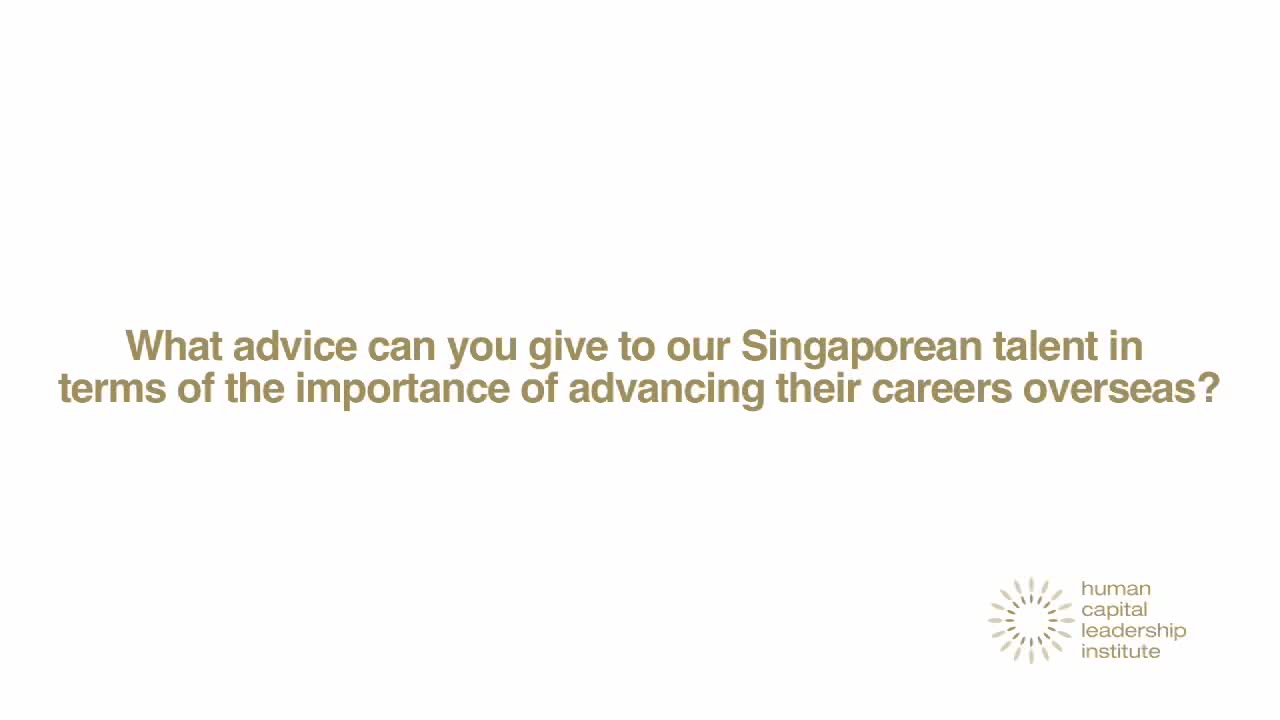 What advice can you give to our Singaporean talent in
terms of the importance of advancing their careers overseas?
human
capital
leadership
institute